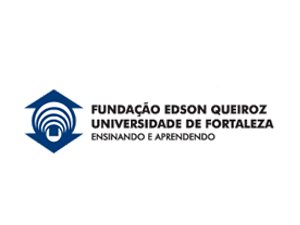 FUNDAÇÃO EDSON QUEIROZ
UNIVERSIDADE DE FORTALEZA
ENSINANDO E APRENDENDO